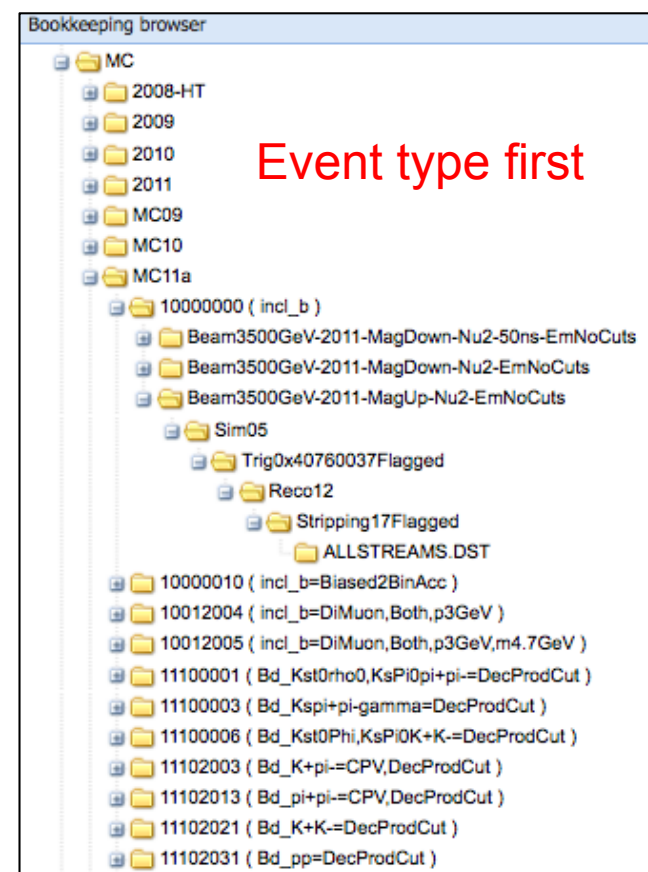 Bookkeeping browser
MC
2008-HT
2009
2010
Event type first
2011
MC09
MC10
MC11a
10000000 ( incl_b )
Beam3500GeV-2011-MagDown-Nu2-50ns-EmNoCuts
Beam3500GeV-2011-MagDown-Nu2-EmNoCuts
Beam3500GeV-2011-MagUp-Nu2-EmNoCuts
Sim05
Trig0x40760037Flagged
Reco12
Stripping17Flagged
ALLSTREAMS.DST
10000010 ( incl_b=Biased2BinAcc )
10012004 ( incl_b=DiMuon,Both,p3GeV )
10012005 ( incl_b=DiMuon,Both,p3GeV,m4.7GeV )
11100001 ( Bd_Kst0rho0,KsPi0pi+pi-=DecProdCut )
11100003 ( Bd_Kspi+pi-gamma=DecProdCut )
11100006 ( Bd_Kst0Phi,KsPi0K+K-=DecProdCut )
11102003 ( Bd_K+pi-=CPV,DecProdCut )
11102013 ( Bd_pi+pi-=CPV,DecProdCut )
11102021 ( Bd_K+K-=DecProdCut )
11102031 ( Bd_pp=DecProdCut )